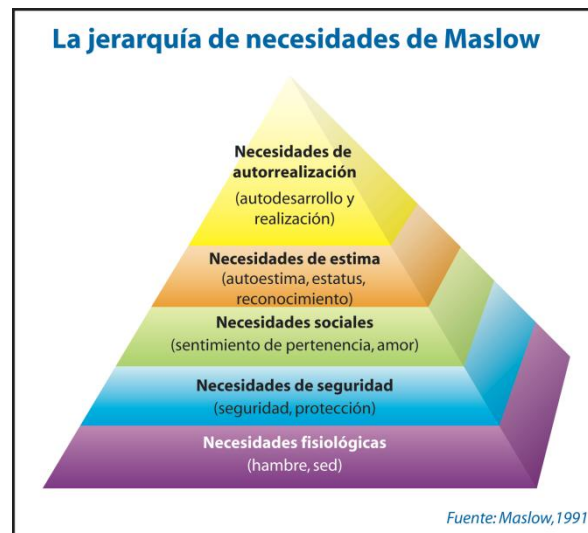 La jerarquía de necesidades de Maslow
Necesidades de
autorrealización
(autodesarrollo y
realización)
Necesidades de estima
(autoestima, estatus,
reconocimiento)
Necesidades sociales
(sentimiento de pertenencia, amor)
Necesidades de seguridad
(seguridad, protección)
Necesidades fisiológicas
(hambre, sed)
Fuente: Maslow, 1991